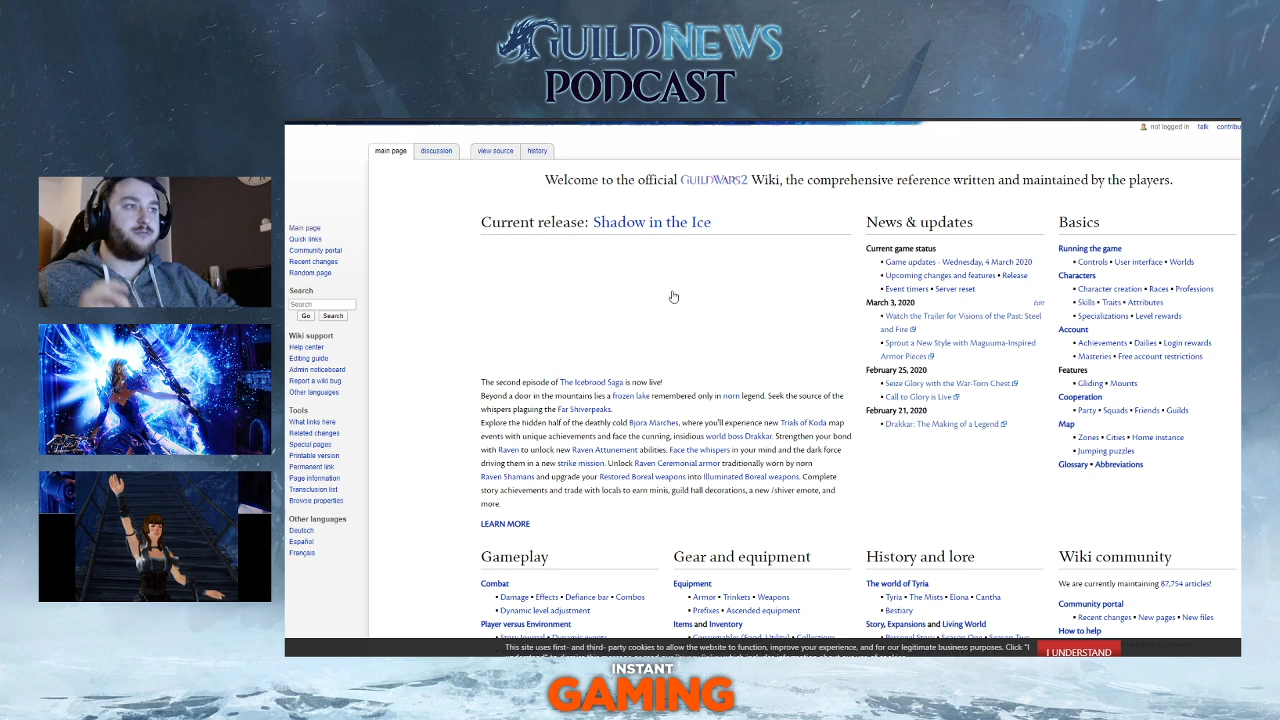 GUILDNEWS
PODCAST
not logged in talk contribu
main page discussion view source history
Welcome to the official GUILDWARS2 Wiki, the comprehensive reference written and maintained by the players.
Main page
Quick links
Community portal
Recent changes
Random page
Search
Search
Go Search
Wiki support
Help center
Editing guide
Admin noticeboard
Report a wiki bug
Other languages
Tools
What links here
Related changes
Special pages
Printable version
Permanent link
Page information
Transclusion list
Browse properties
Other languages
Deutsch
Español
Français
Current release: Shadow in the Ice
The second episode of The Icebrood Saga is now live!
Beyond a door in the mountains lies a frozen lake remembered only in norn legend. Seek the source of the
whispers plaguing the Far Shiverpeaks.
Explore the hidden half of the deathly cold Bjora Marches, where you'll experience new Trials of Koda map
events with unique achievements and face the cunning, insidious world boss Drakkar. Strengthen your bond
with Raven to unlock new Raven Attunement abilities. Face the whispers in your mind and the dark force
driving them in a new strike mission. Unlock Raven Ceremonial armor traditionally worn by norn
Raven Shamans and upgrade your Restored Boreal weapons into Illuminated Boreal weapons. Complete
story achievements and trade with locals to earn minis, guild hall decorations, a new /shiver emote, and
more.
LEARN MORE
News & updates
Current game status
• Game updates - Wednesday, 4 March 2020
• Upcoming changes and features • Release
• Event timers • Server reset
March 3, 2020 Edit
• Watch the Trailer for Visions of the Past: Steel
and Fire
• Sprout a New Style with Maguuma-Inspired
Armor Pieces
February 25, 2020
• Seize Glory with the War-Torn Chest
• Call to Glory is Live
February 21, 2020
• Drakkar: The Making of a Legend
Basics
Running the game
• Controls • User interface • Worlds
Characters
• Character creation • Races • Professions
• Skills • Traits • Attributes
• Specializations • Level rewards
Account
• Achievements • Dailies • Login rewards
• Masteries • Free account restrictions
Features
• Gliding • Mounts
Cooperation
• Party • Squads • Friends • Guilds
Map
• Zones • Cities • Home instance
• Jumping puzzles
Glossary • Abbreviations
Gameplay
Combat
• Damage • Effects • Defiance bar • Combos
• Dynamic level adjustment
Player versus Environment
• Story Journal • Dynamic events
Gear and equipment
Equipment
• Armor • Trinkets • Weapons
• Prefixes • Ascended equipment
Items and Inventory
• Consumables (Food, Utility) • Collections
History and lore
The world of Tyria
• Tyria • The Mists • Elona • Cantha
• Bestiary
Story, Expansions and Living World
• Personal Story • Season One • Season Two
Wiki community
We are currently maintaining 87,754 articles!
Community portal
• Recent changes • New pages • New files
How to help
This site uses first- and third- party cookies to allow the website to function, improve your experience, and for our legitimate business purposes. Click "I
I UNDERSTAND
INSTANT
GAMING